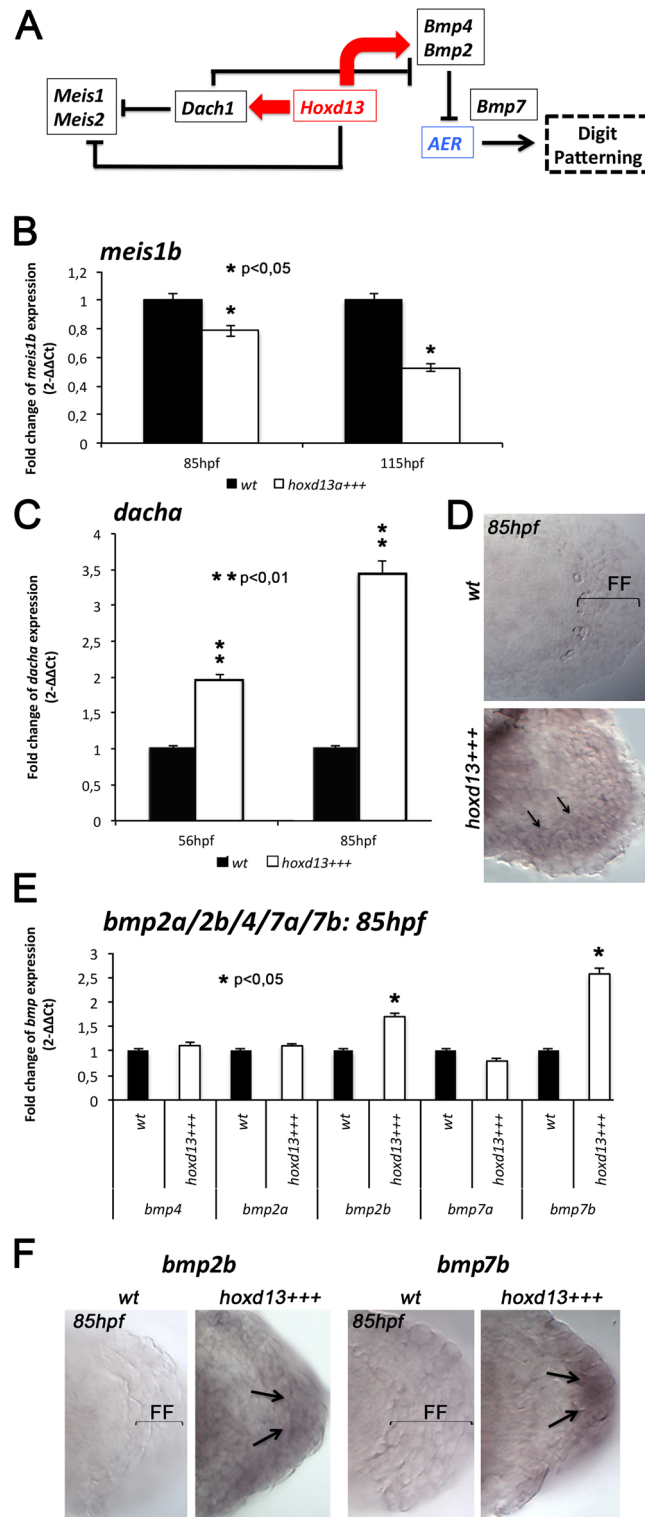 A
Bmp4
Bmp2
Meis1
Meis2
Dach1
Hoxd13
Bmp7
AER
Digit
Patterning
B
meis1b
* p<0,05
Fold change of meis1b expression
(2-ΔΔCt)
1,2
1
0,8
0,6
0,4
0,2
0
*
*
85hpf
115hpf
wt
hoxd13a+++
C
dacha
** p<0,01
Fold change of dacha expression
(2-ΔΔCt)
4
3,5
3
2,5
2
1,5
1
0,5
0
**
**
56hpf
85hpf
wt
hoxd13+++
D
85hpf
FF
wt
hoxd13+++
E
bmp2a/2b/4/7a/7b: 85hpf
* p<0,05
Fold change of bmp expression
(2-ΔΔCt)
3
2,5
2
1,5
1
0,5
0
*
*
wt
hoxd13+++
wt
hoxd13+++
wt
hoxd13+++
wt
hoxd13+++
wt
hoxd13+++
bmp4
bmp2a
bmp2b
bmp7a
bmp7b
F
bmp2b
bmp7b
wt
hoxd13+++
wt
hoxd13+++
85hpf
FF
85hpf
FF